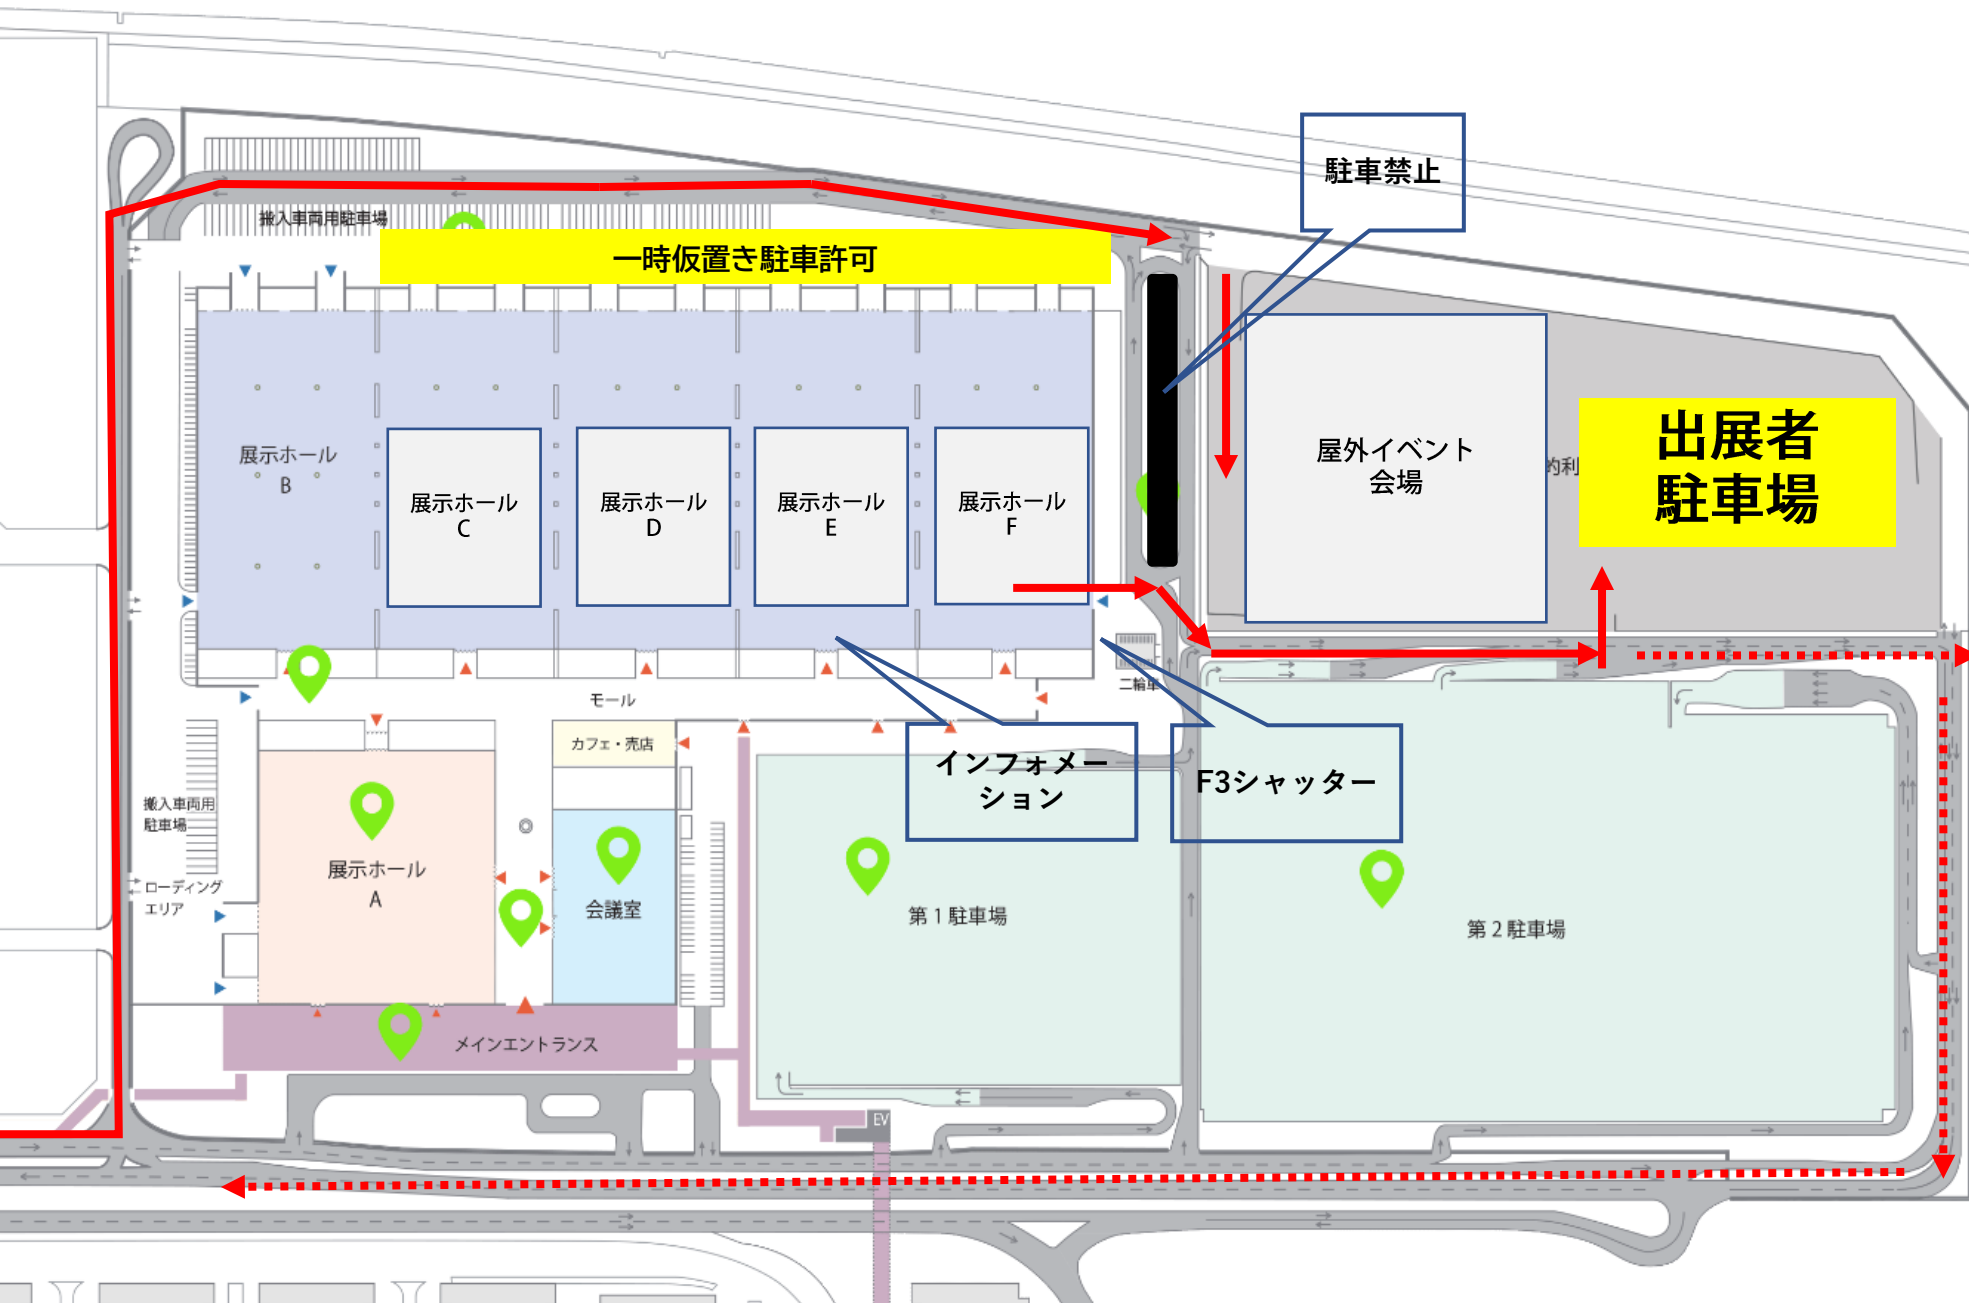 駐車禁止
搬入車両用駐車場
一時仮置き駐車許可
展示ホール
B
展示ホール
C
展示ホール
D
展示ホール
E
展示ホール
F
屋外イベント
会場
的利
出展者
駐車場
二輪車
モール
カフェ・売店
インフォメー
ション
F3シャッター
搬入車両用
駐車場
ローディング
エリア
展示ホール
A
会議室
第1駐車場
第2駐車場
メインエントランス
EV